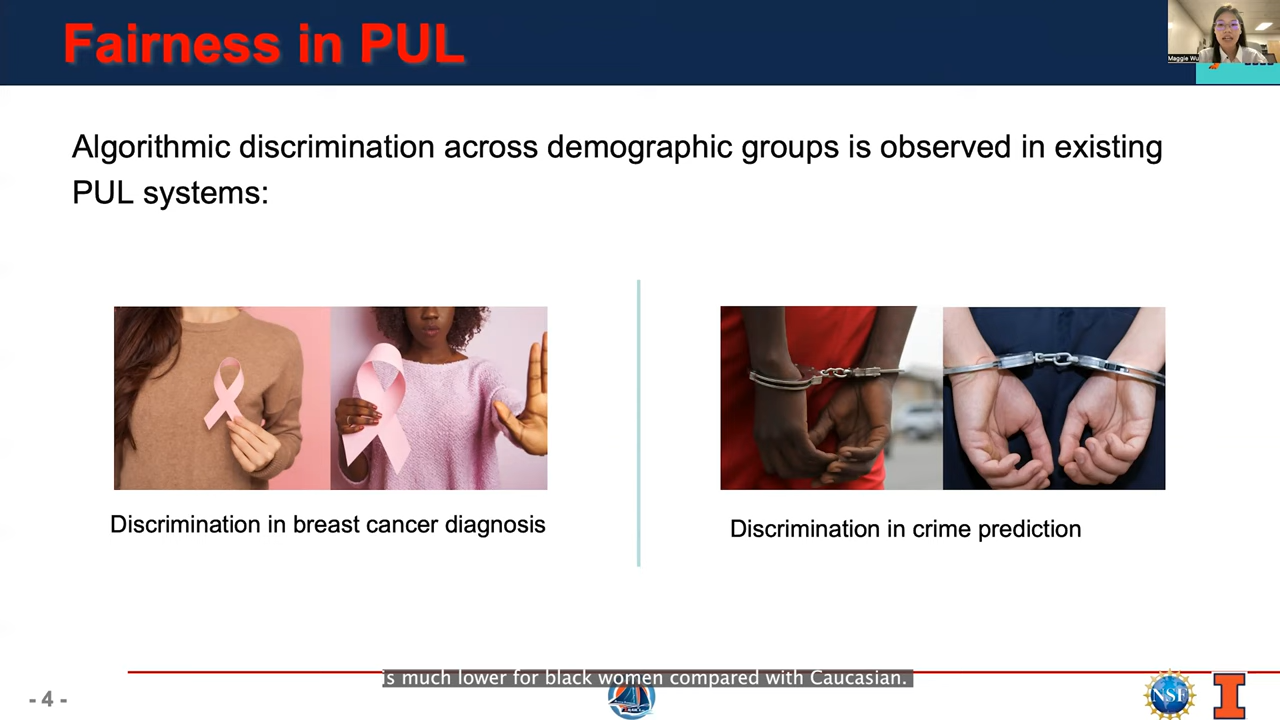 Fairness in PUL
Algorithmic discrimination across demographic groups is observed in existing
PUL systems:
Discrimination in breast cancer diagnosis
Discrimination in crime prediction
is much lower for black women compared with Caucasian.
- 4 -
NSF
I